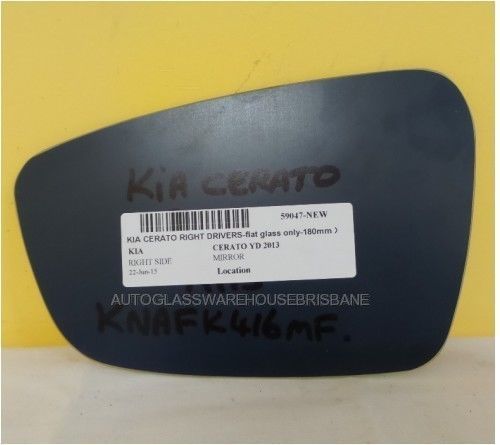 KIA CERATO
59047-NEW
KIA CERATO RIGHT DRIVERS-flat glass only-180mm )
KIA CERATO YD 2013
RIGHT SIDE MIRROR
22-Jun-15 Location
AUTOGLASSWAREHOUSEBRISBANE
KNAFK416MF.